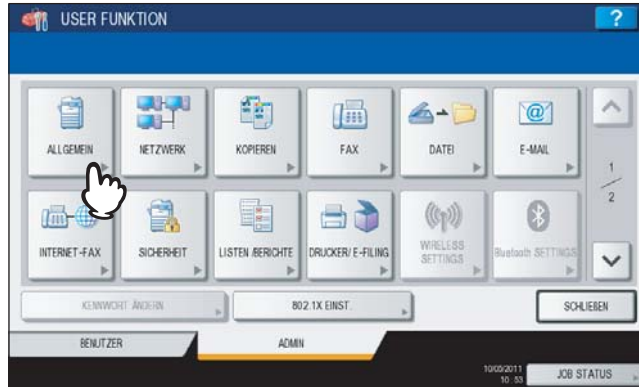 USER FUNKTION ?
ALLGEMEIN NETZWERK KOPIEREN FAX DATEI E-MAIL
1
2
INTERNET-FAX SICHERHEIT LISTEN /BERICHTE DRUCKER/ E-FILING WIRELESS SETTINGS Bluetooth SETTINGS
KENNWORT ÄNDERN 802.1X EINST. SCHLIEßEN
BENUTZER ADMIN
10/05/2011
10:53 JOB STATUS